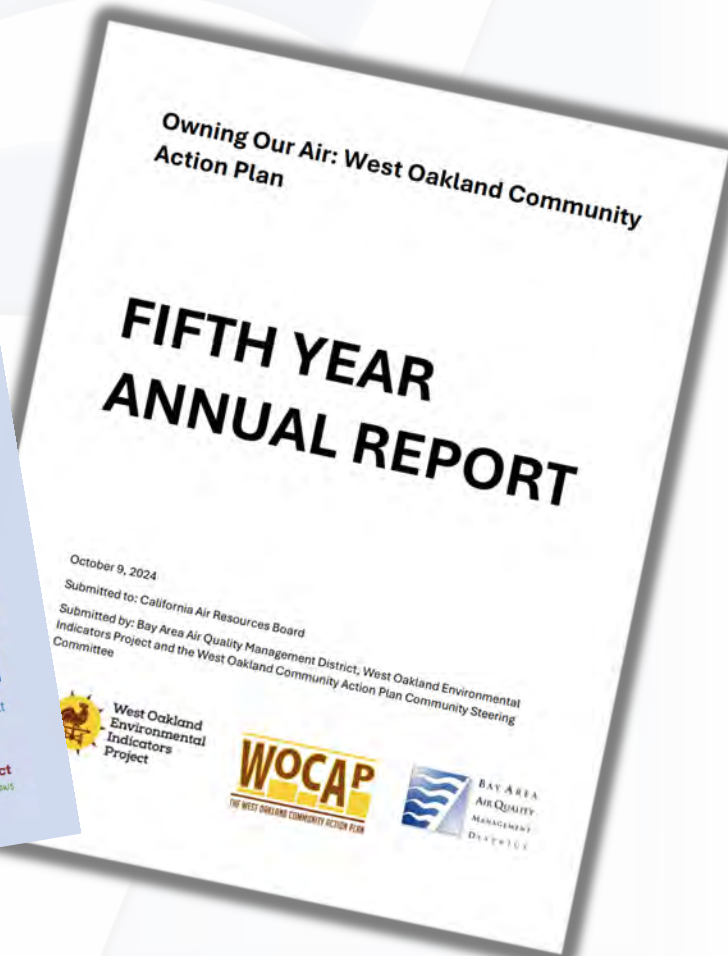 Owning Our Air: West Oakland Community
Action Plan
FIFTH YEAR
ANNUAL REPORT
October 9, 2024
Submitted to: California Air Resources Board
Submitted by: Bay Area Air Quality Management District, West Oakland Environmental
Indicators Project and the West Oakland Community Action Plan Community Steering
Committee
West Oakland
Environmental
Indicators
Project
WOCAP
THE WEST OAKLAND COMMUNITY ACTION PLAN
BAY AREA
AIR QUALITY
MANAGEMENT
DISTRICT